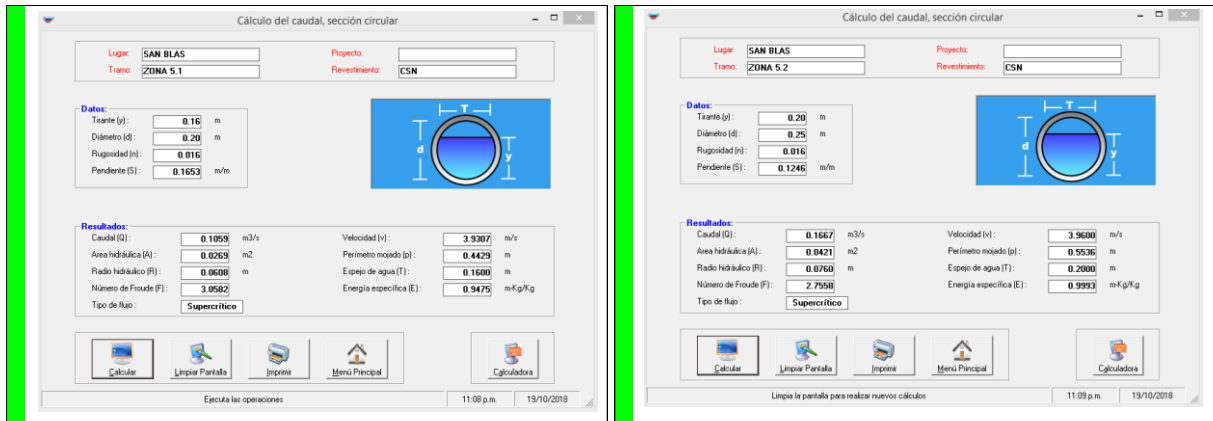 Cálculo del caudal, sección circular
Lugar: SAN BLAS Proyecto:
Tramo: ZONA 5.1 Revestimiento: CSN
Datos:
Tirante (y) : 0.16 m
Diámetro (d) : 0.20 m
Rugosidad (n) : 0.016
Pendiente (S) : 0.1653 m/m
T
d
y
Resultados:
Caudal (Q) : 0.1059 m3/s Velocidad (v) : 3.9307 m/s
Area hidráulica (A) : 0.0269 m2 Perímetro mojado (p) : 0.4429 m
Radio hidráulico (R) : 0.0608 m Espejo de agua (T) : 0.1600 m
Número de Froude (F) : 3.0582 Energía específica (E) : 0.9475 m-Kg/Kg
Tipo de flujo : Supercrítico
Calcular Limpiar Pantalla Imprimir Menú Principal Calculadora
Ejecuta las operaciones 11:08 p.m. 19/10/2018
Cálculo del caudal, sección circular
Lugar: SAN BLAS Proyecto:
Tramo: ZONA 5.2 Revestimiento: CSN
Datos:
Tirante (y) : 0.20 m
Diámetro (d) : 0.25 m
Rugosidad (n) : 0.016
Pendiente (S) : 0.1246 m/m
T
d
y
Resultados:
Caudal (Q) : 0.1667 m3/s Velocidad (v) : 3.9600 m/s
Area hidráulica (A) : 0.0421 m2 Perímetro mojado (p) : 0.5536 m
Radio hidráulico (R) : 0.0760 m Espejo de agua (T) : 0.2000 m
Número de Froude (F) : 2.7558 Energía específica (E) : 0.9993 m-Kg/Kg
Tipo de flujo : Supercrítico
Calcular Limpiar Pantalla Imprimir Menú Principal Calculadora
Limpia la pantalla para realizar nuevos cálculos 11:09 p.m. 19/10/2018